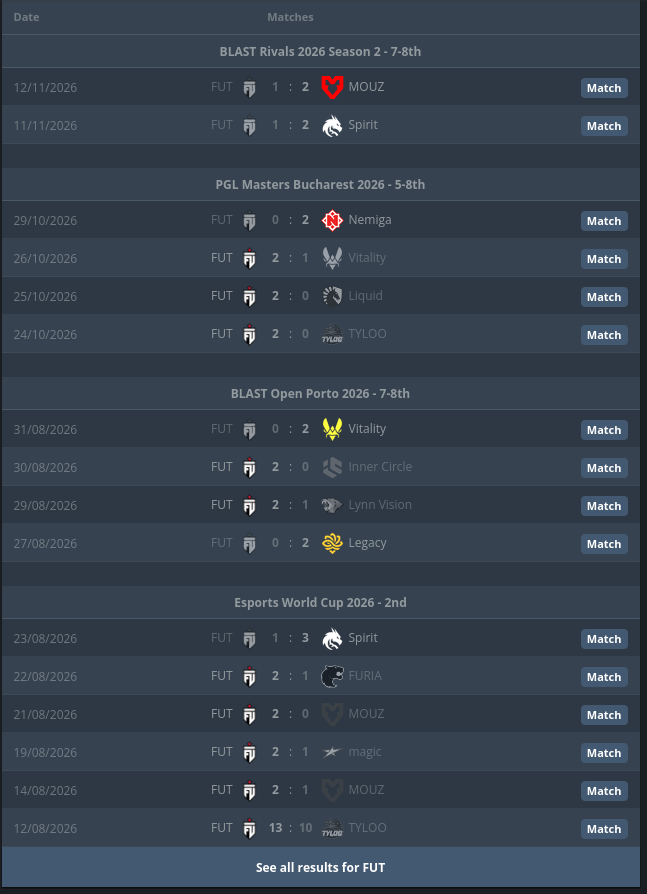 Date Matches
BLAST Rivals 2026 Season 2 - 7-8th
12/11/2026 FUT 1 : 2 MOUZ Match
11/11/2026 FUT 1 : 2 Spirit Match
PGL Masters Bucharest 2026 - 5-8th
29/10/2026 FUT 0 : 2 Nemiga Match
26/10/2026 FUT 2 : 1 Vitality Match
25/10/2026 FUT 2 : 0 Liquid Match
24/10/2026 FUT 2 : 0 TYLOO Match
BLAST Open Porto 2026 - 7-8th
31/08/2026 FUT 0 : 2 Vitality Match
30/08/2026 FUT 2 : 0 Inner Circle Match
29/08/2026 FUT 2 : 1 Lynn Vision Match
27/08/2026 FUT 0 : 2 Legacy Match
Esports World Cup 2026 - 2nd
23/08/2026 FUT 1 : 3 Spirit Match
22/08/2026 FUT 2 : 1 FURIA Match
21/08/2026 FUT 2 : 0 MOUZ Match
19/08/2026 FUT 2 : 1 magic Match
14/08/2026 FUT 2 : 1 MOUZ Match
12/08/2026 FUT 13 : 10 TYLOO Match
See all results for FUT